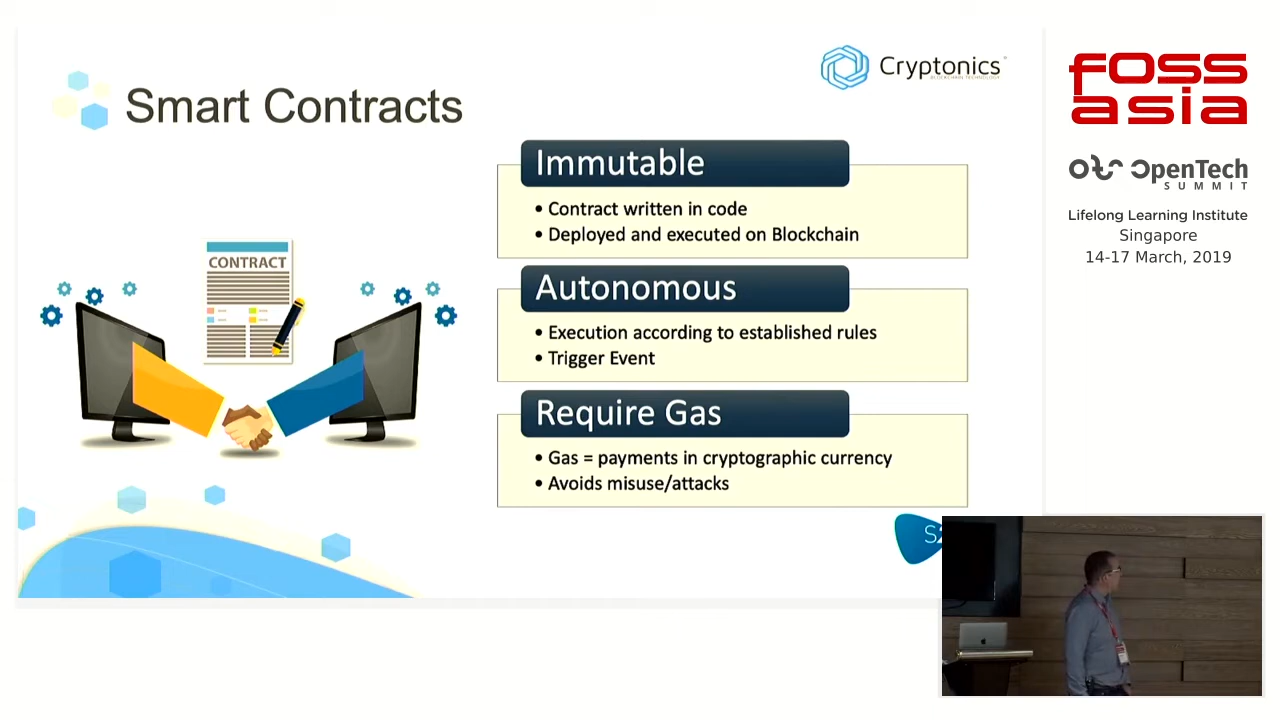 Cryptonics
Smart Contracts
CONTRACT
Immutable
• Contract written in code
• Deployed and executed on Blockchain
Autonomous
• Execution according to established rules
• Trigger Event
Require Gas
• Gas = payments in cryptographic currency
• Avoids misuse/attacks
fOSS
asia
OpenTech
SUMMIT
Lifelong Learning Institute
Singapore
14-17 March, 2019